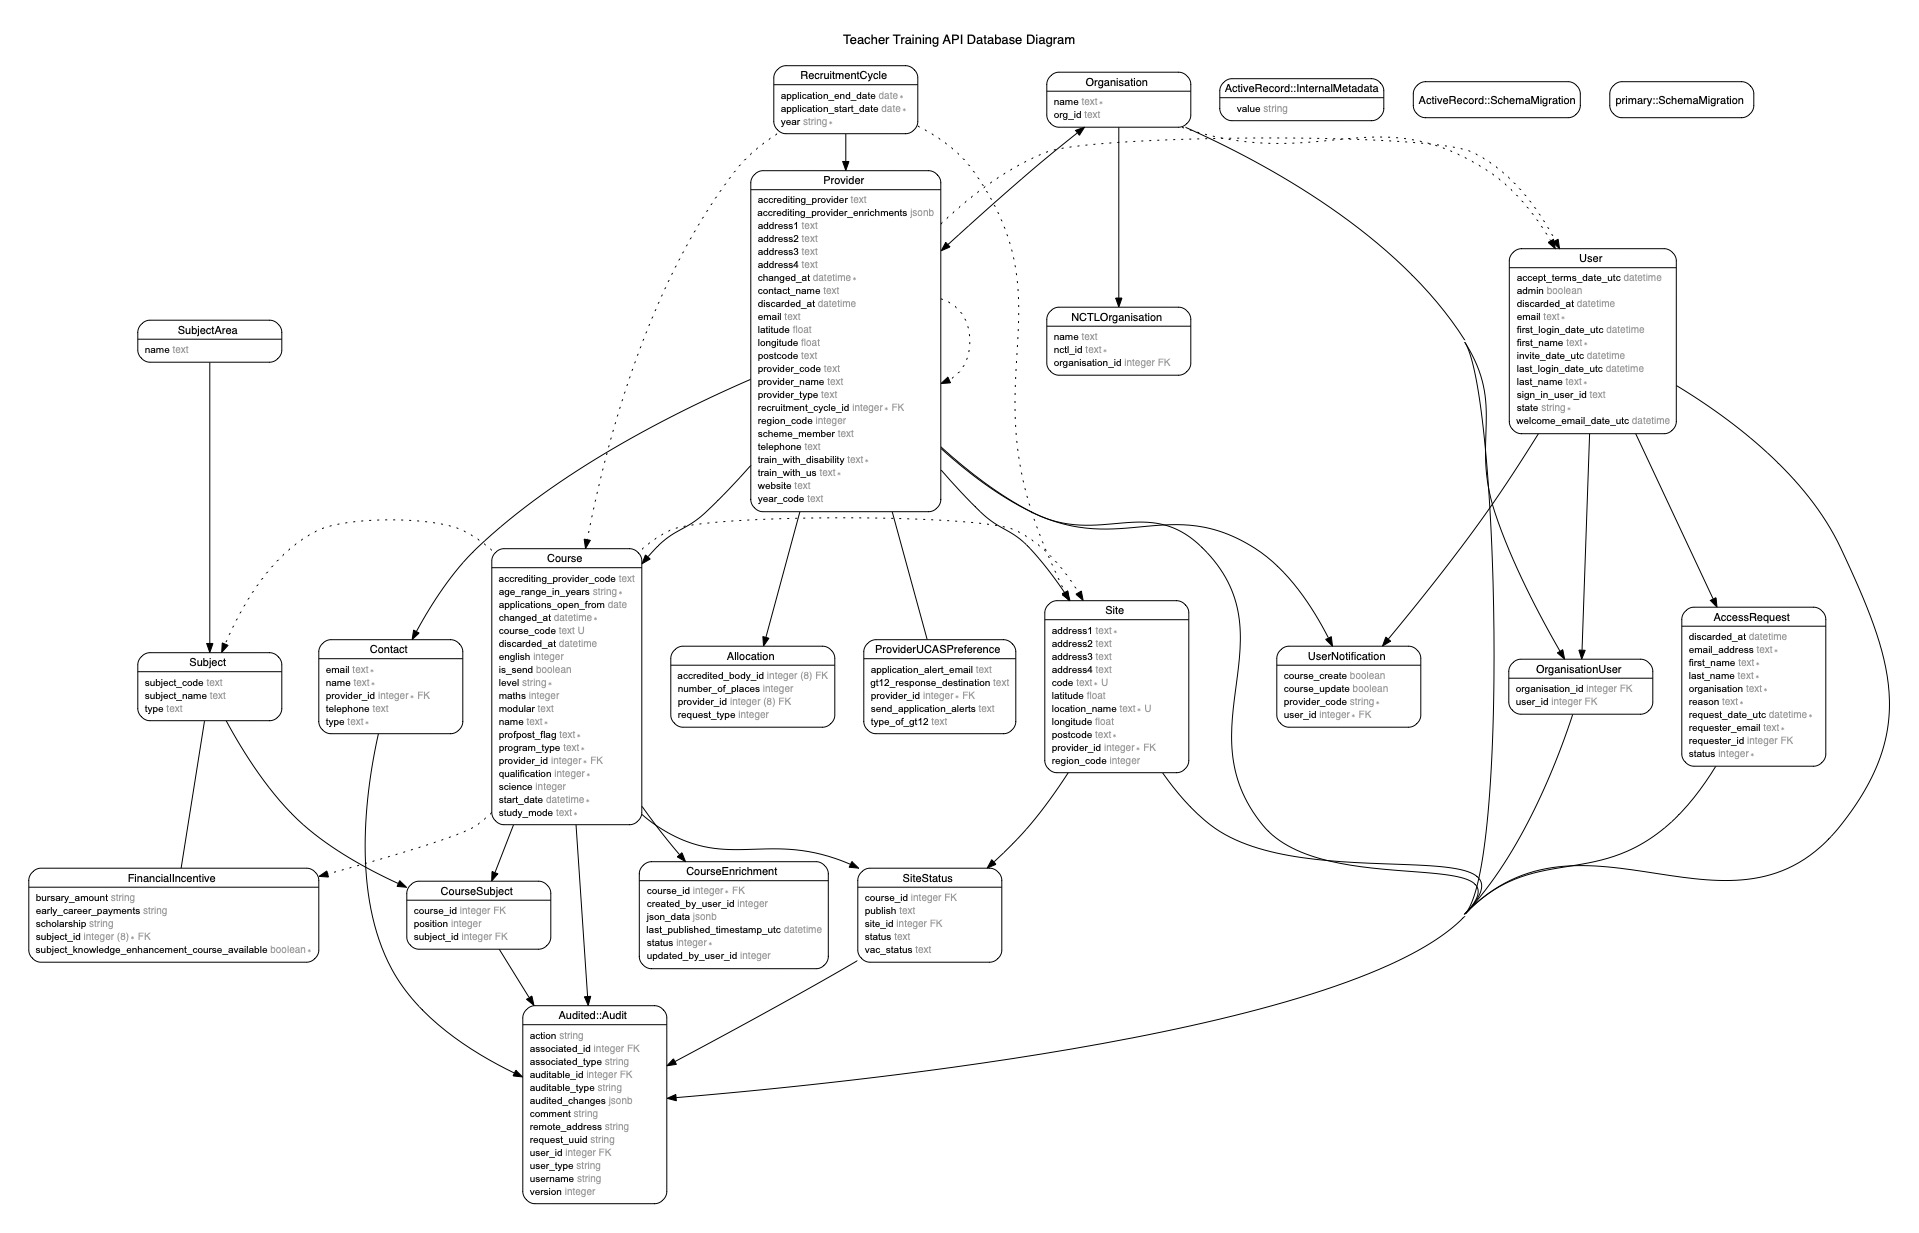 Teacher Training API Database Diagram
RecruitmentCycle
application_end_date date *
application_start_date date *
year string *
Organisation
name text *
org_id text
ActiveRecord::InternalMetadata
value string
ActiveRecord::SchemaMigration
primary::SchemaMigration
Provider
accrediting_provider text
accrediting_provider_enrichments jsonb
address1 text
address2 text
address3 text
address4 text
changed_at datetime *
contact_name text
discarded_at datetime
email text
latitude float
longitude float
postcode text
provider_code text
provider_name text
provider_type text
recruitment_cycle_id integer * FK
region_code integer
scheme_member text
telephone text
train_with_disability text *
train_with_us text *
website text
year_code text
User
accept_terms_date_utc datetime
admin boolean
discarded_at datetime
email text *
first_login_date_utc datetime
first_name text *
invite_date_utc datetime
last_login_date_utc datetime
last_name text *
sign_in_user_id text
state string *
welcome_email_date_utc datetime
NCTLOrganisation
name text
nctl_id text *
organisation_id integer FK
SubjectArea
name text
Course
accrediting_provider_code text
age_range_in_years string *
applications_open_from date
changed_at datetime *
course_code text U
discarded_at datetime
english integer
is_send boolean
level string *
maths integer
modular text
name text *
profpost_flag text *
program_type text *
provider_id integer * FK
qualification integer *
science integer
start_date datetime *
study_mode text *
Subject
subject_code text
subject_name text
type text
Contact
email text *
name text *
provider_id integer * FK
telephone text
type text *
Allocation
accredited_body_id integer (8) FK
number_of_places integer
provider_id integer (8) FK
request_type integer
ProviderUCASPreference
application_alert_email text
gt12_response_destination text
provider_id integer * FK
send_application_alerts text
type_of_gt12 text
Site
address1 text *
address2 text
address3 text
address4 text
code text * U
latitude float
location_name text * U
longitude float
postcode text *
provider_id integer * FK
region_code integer
UserNotification
course_create boolean
course_update boolean
provider_code string *
user_id integer * FK
OrganisationUser
organisation_id integer FK
user_id integer FK
AccessRequest
discarded_at datetime
email_address text *
first_name text *
last_name text *
organisation text *
reason text *
request_date_utc datetime *
requester_email text *
requester_id integer FK
status integer *
FinancialIncentive
bursary_amount string
early_career_payments string
scholarship string
subject_id integer (8) * FK
subject_knowledge_enhancement_course_available boolean *
CourseSubject
course_id integer FK
position integer
subject_id integer FK
CourseEnrichment
course_id integer * FK
created_by_user_id integer
json_data jsonb
last_published_timestamp_utc datetime
status integer *
updated_by_user_id integer
SiteStatus
course_id integer FK
publish text
site_id integer FK
status text
vac_status text
Audited::Audit
action string
associated_id integer FK
associated_type string
auditable_id integer FK
auditable_type string
audited_changes jsonb
comment string
remote_address string
request_uuid string
user_id integer FK
user_type string
username string
version integer